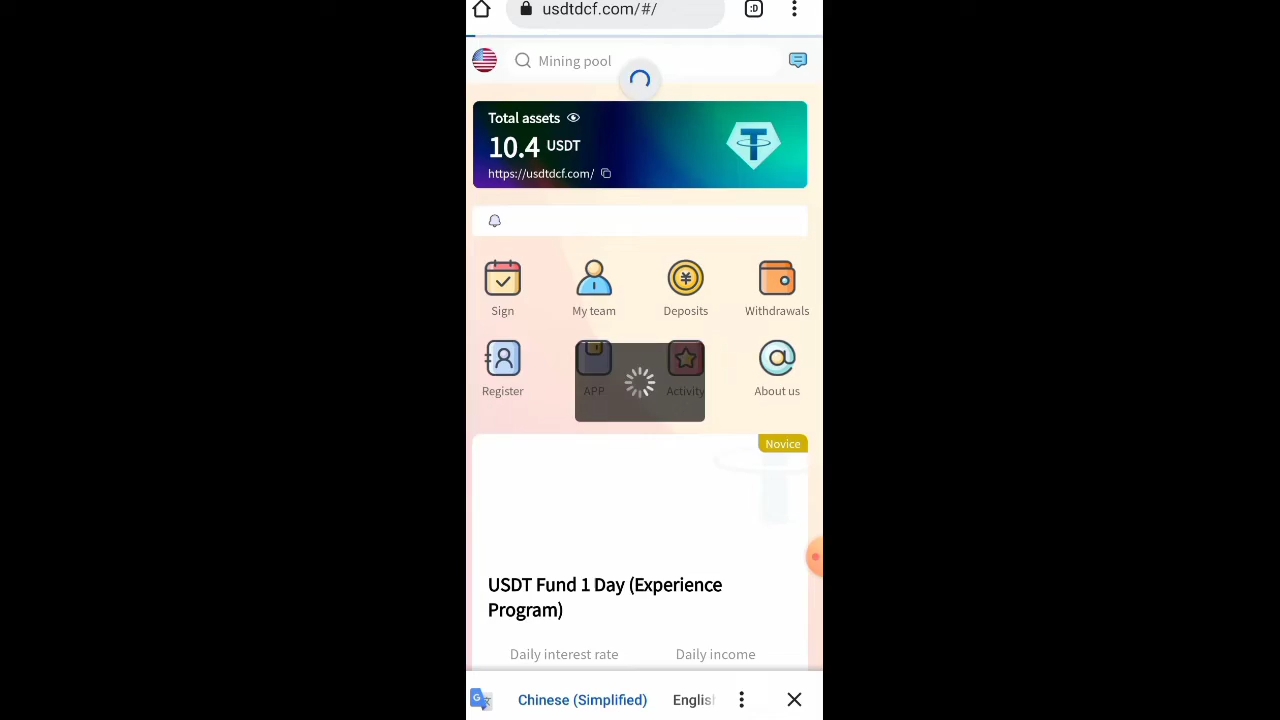 usdtdcf.com/#/
:D
Mining pool
Total assets
10.4 USDT
https://usdtdcf.com/
Sign
My team
Deposits
Withdrawals
Register
APP
Activity
About us
Novice
USDT Fund 1 Day (Experience
Program)
Daily interest rate
Daily income
Chinese (Simplified)
English